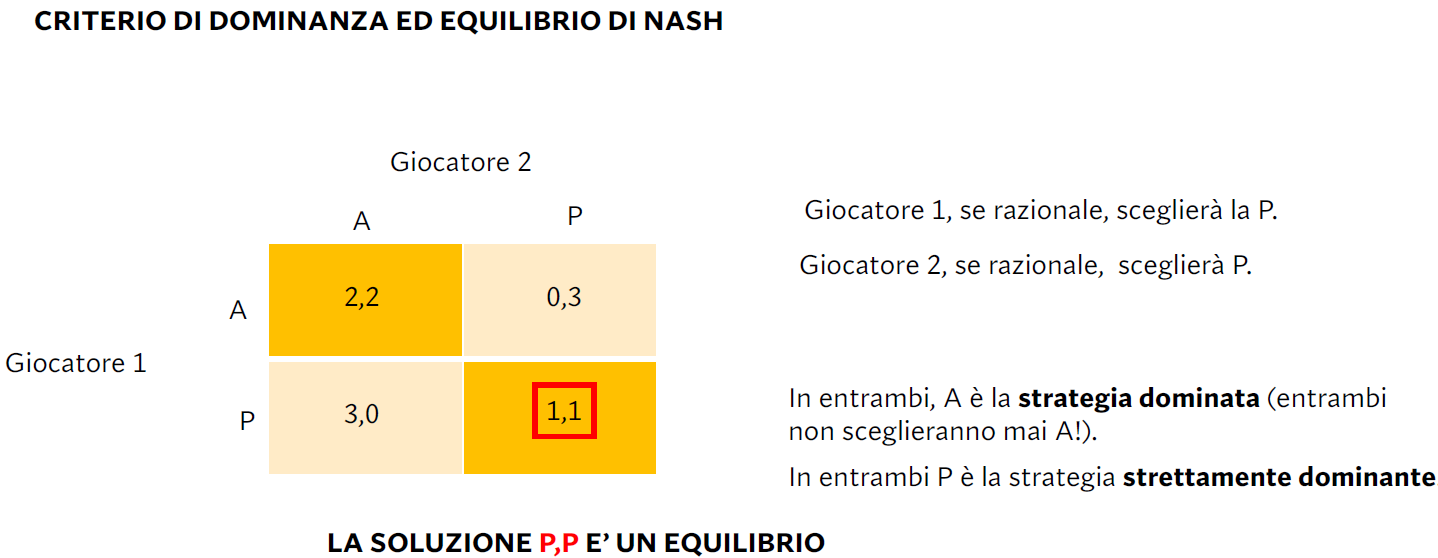 CRITERIO DI DOMINANZA ED EQUILIBRIO DI NASH
Giocatore 2
A
P
Giocatore 1, se razionale, sceglierà la P.
Giocatore 2, se razionale, sceglierà P.
A
2,2
0,3
Giocatore 1
P
3,0
1,1
In entrambi, A è la strategia dominata (entrambi
non sceglieranno mai A!).
In entrambi P è la strategia strettamente dominante
LA SOLUZIONE P,P E’ UN EQUILIBRIO